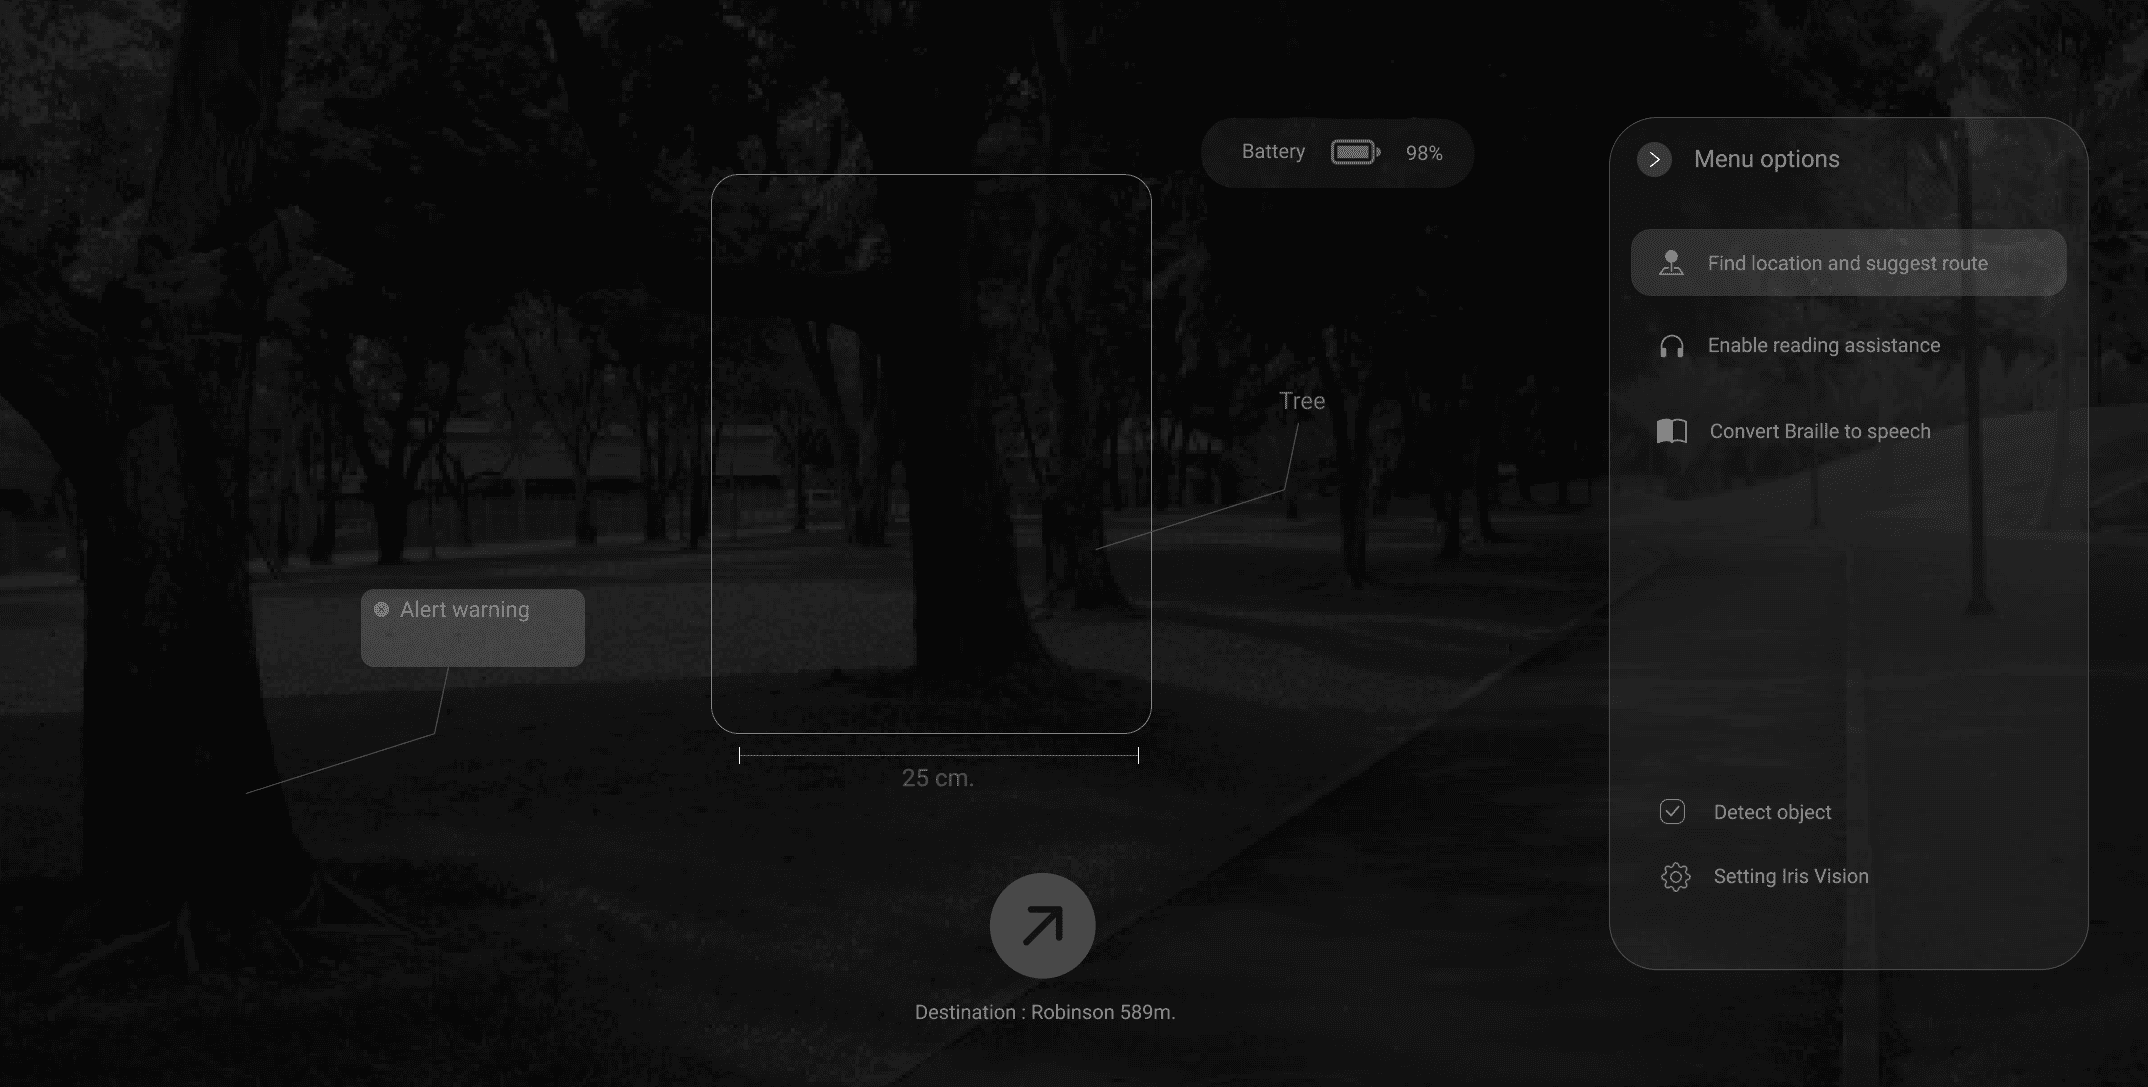 Battery 98%
Menu options
Find location and suggest route
Enable reading assistance
Convert Braille to speech
Tree
Alert warning
25 cm.
Detect object
Setting Iris Vision
Destination : Robinson 589m.